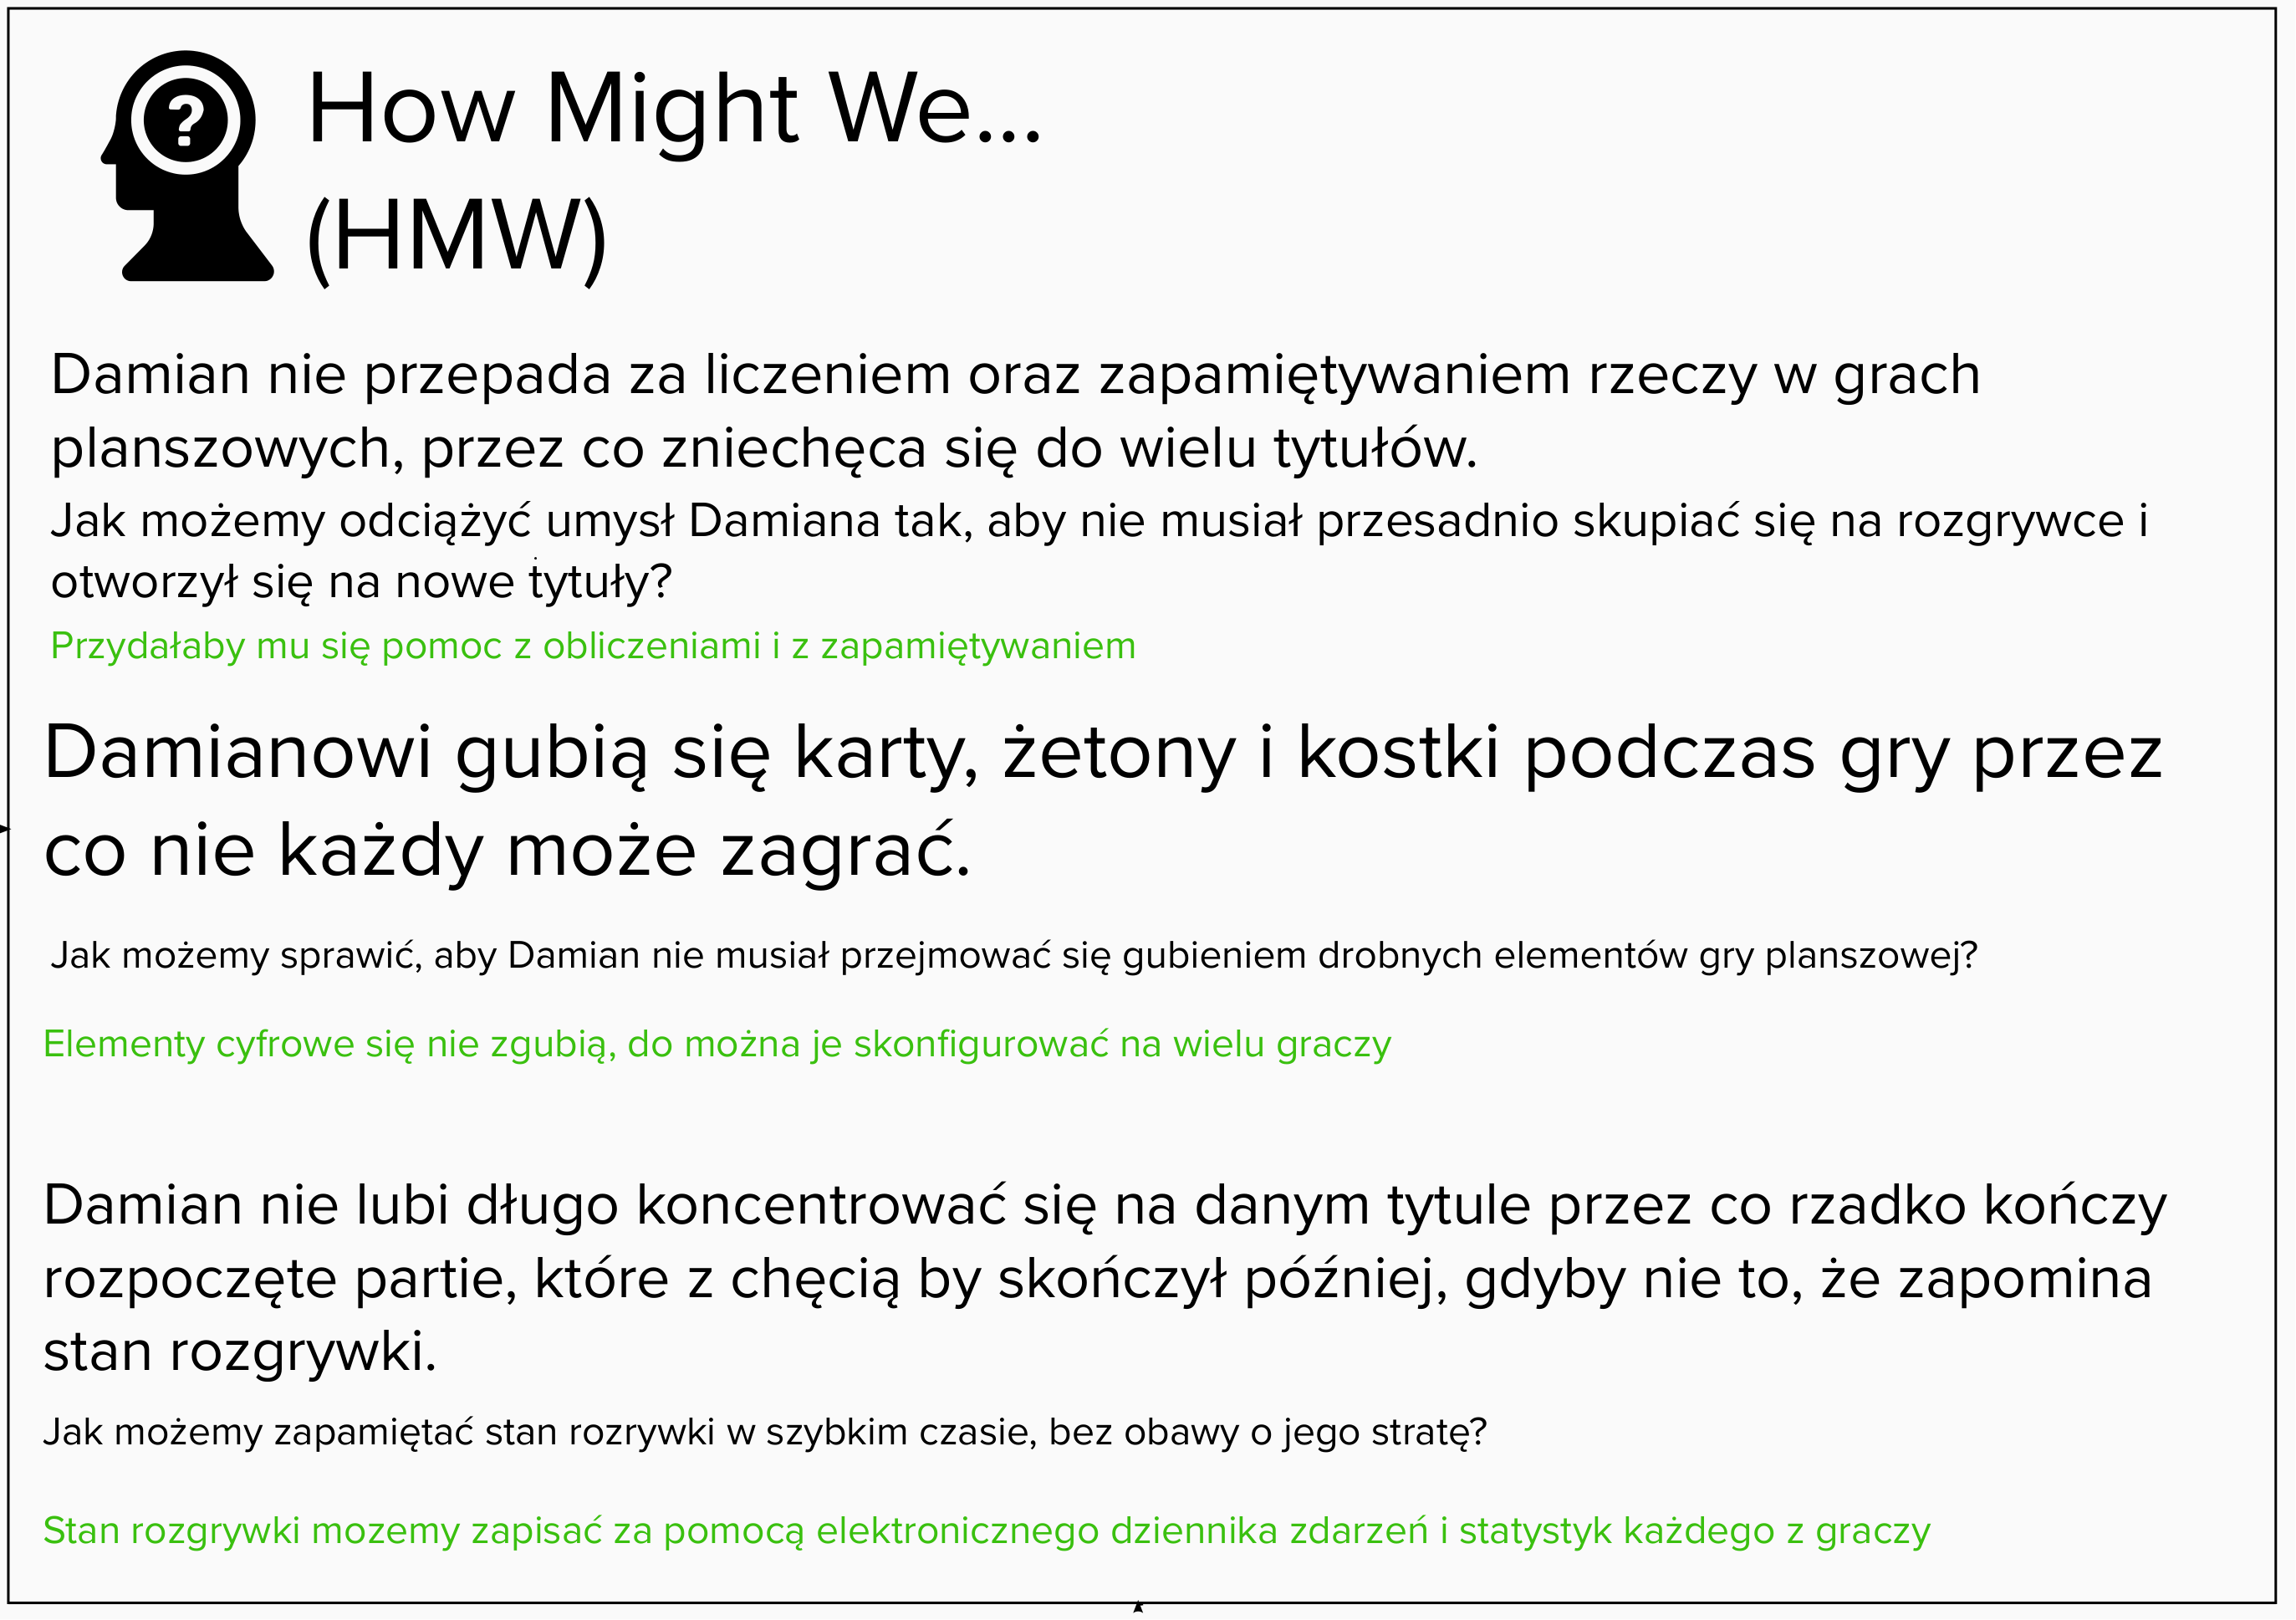 ?
How Might We...
(HMW)
Damian nie przepada za liczeniem oraz zapamiętywaniem rzeczy w grach
planszowych, przez co zniechęca się do wielu tytułów.
Jak możemy odciążyć umysł Damiana tak, aby nie musiał przesadnio skupiać się na rozgrywce i
otworzył się na nowe tytuły?
Przydałaby mu się pomoc z obliczeniami i z zapamiętywaniem
Damianowi gubią się karty, żetony i kostki podczas gry przez
co nie każdy może zagrać.
Jak możemy sprawić, aby Damian nie musiał przejmować się gubieniem drobnych elementów gry planszowej?
Elementy cyfrowe się nie zgubią, do można je skonfigurować na wielu graczy
Damian nie lubi długo koncentrować się na danym tytule przez co rzadko kończy
rozpoczęte partie, które z chęcią by skończył później, gdyby nie to, że zapomina
stan rozgrywki.
Jak możemy zapamiętać stan rozrywki w szybkim czasie, bez obawy o jego stratę?
Stan rozgrywki mozemy zapisać za pomocą elektronicznego dziennika zdarzeń i statystyk każdego z graczy